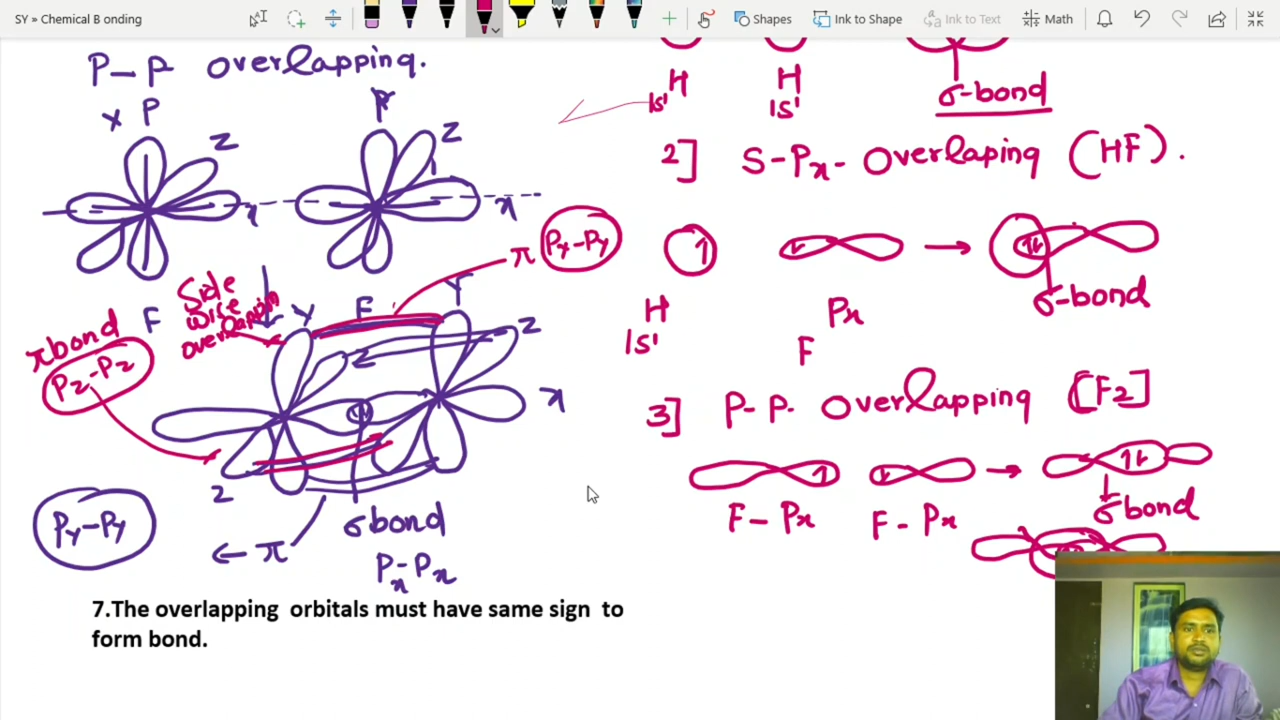 SY » Chemical B onding
Shapes
Ink to Shape
Ink to Text
Math
P-p overlapping.
x P
P
Z
Z
x
x
Side
wise
overlappin
π bond
Pz-Pz
F
Y
F
Y
Z
Z
x
π
Px-Py
Z
Py-Py
← π
σ bond
Px-Px
7.The overlapping orbitals must have same sign to
form bond.
H
1s'
H
1s'
σ-bond
2] S-Px- Overlaping (HF).
H
1s'
Px
F
σ-bond
3] P-P. Overlapping [F2]
F-Px
F-Px
σ bond